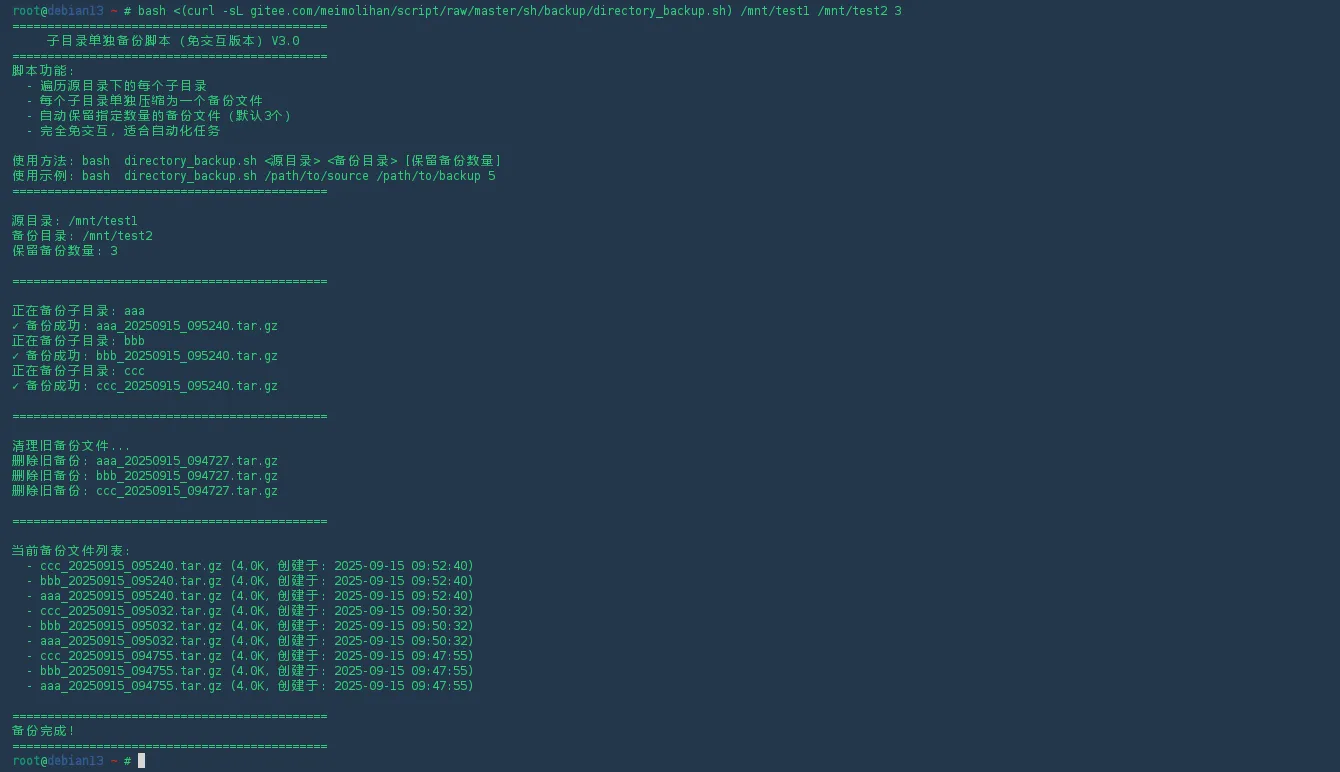 root@debian13 ~ # bash <(curl -sL gitee.com/meimolihan/script/raw/master/sh/backup/directory_backup.sh) /mnt/test1 /mnt/test2 3
=============================================
子目录单独备份脚本 (免交互版本) V3.0
=============================================
脚本功能:
- 遍历源目录下的每个子目录
- 每个子目录单独压缩为一个备份文件
- 自动保留指定数量的备份文件 (默认3个)
- 完全免交互, 适合自动化任务
使用方法: bash  directory_backup.sh <源目录> <备份目录> [保留备份数量]
使用示例: bash  directory_backup.sh /path/to/source /path/to/backup 5
=============================================
源目录: /mnt/test1
备份目录: /mnt/test2
保留备份数量: 3
=============================================
正在备份子目录: aaa
✓ 备份成功: aaa_20250915_095240.tar.gz
正在备份子目录: bbb
✓ 备份成功: bbb_20250915_095240.tar.gz
正在备份子目录: ccc
✓ 备份成功: ccc_20250915_095240.tar.gz
=============================================
清理旧备份文件...
删除旧备份: aaa_20250915_094727.tar.gz
删除旧备份: bbb_20250915_094727.tar.gz
删除旧备份: ccc_20250915_094727.tar.gz
=============================================
当前备份文件列表:
- ccc_20250915_095240.tar.gz (4.0K, 创建于: 2025-09-15 09:52:40)
- bbb_20250915_095240.tar.gz (4.0K, 创建于: 2025-09-15 09:52:40)
- aaa_20250915_095240.tar.gz (4.0K, 创建于: 2025-09-15 09:52:40)
- ccc_20250915_095032.tar.gz (4.0K, 创建于: 2025-09-15 09:50:32)
- bbb_20250915_095032.tar.gz (4.0K, 创建于: 2025-09-15 09:50:32)
- aaa_20250915_095032.tar.gz (4.0K, 创建于: 2025-09-15 09:50:32)
- ccc_20250915_094755.tar.gz (4.0K, 创建于: 2025-09-15 09:47:55)
- bbb_20250915_094755.tar.gz (4.0K, 创建于: 2025-09-15 09:47:55)
- aaa_20250915_094755.tar.gz (4.0K, 创建于: 2025-09-15 09:47:55)
=============================================
备份完成!
=============================================
root@debian13 ~ #